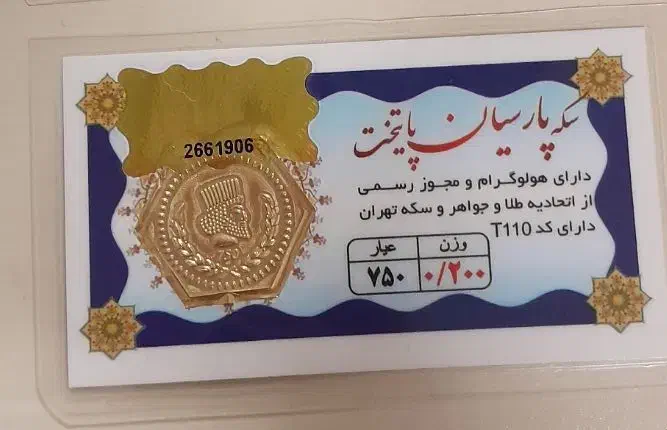 2661906
750
سکه پارسیان پایتخت
دارای هولوگرام و مجوز رسمی
از اتحادیه طلا و جواهر و سکه تهران
دارای کد T110
وزن عیار
۰/۲۰۰ ۷۵۰